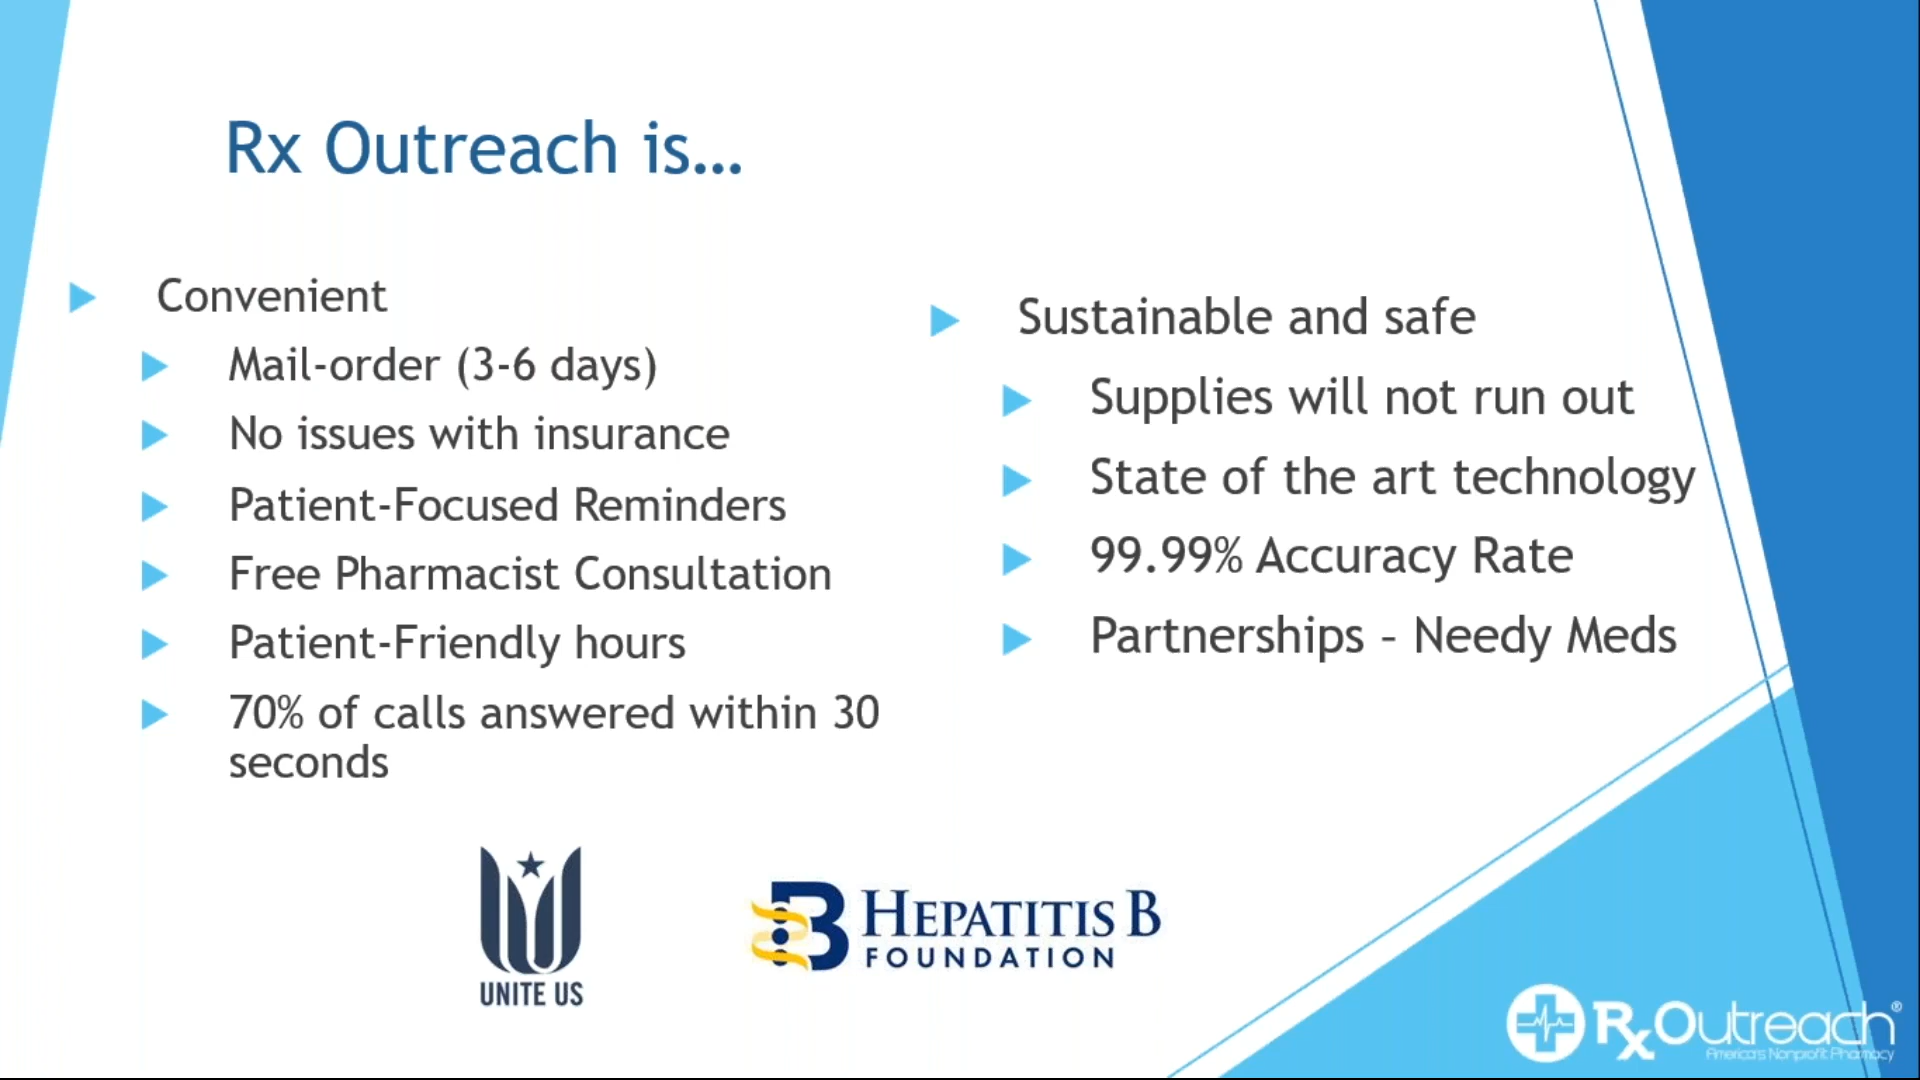 Rx Outreach is...
Convenient
Mail-order (3-6 days)
No issues with insurance
Patient-Focused Reminders
Free Pharmacist Consultation
Patient-Friendly hours
70% of calls answered within 30
seconds
Sustainable and safe
Supplies will not run out
State of the art technology
99.99% Accuracy Rate
Partnerships – Needy Meds
UNITE US
B HEPATITIS B
FOUNDATION
RxOutreach®
America's Nonprofit Pharmacy